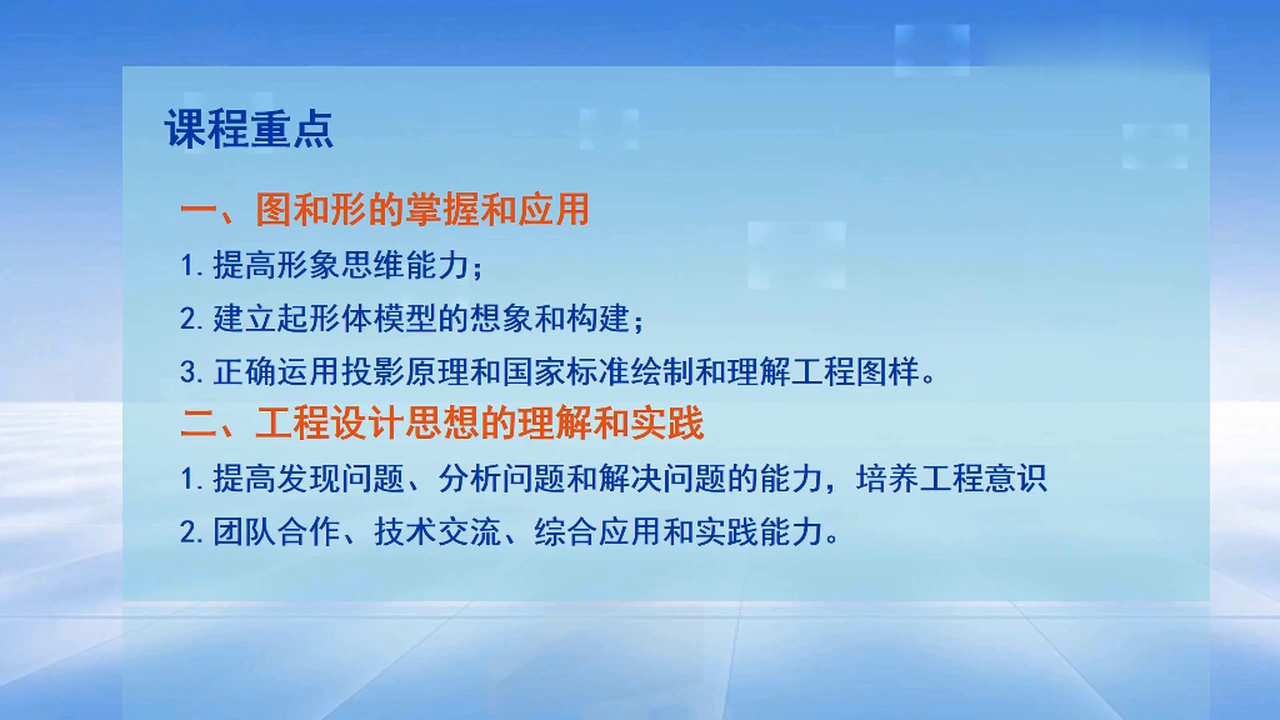 课程重点
一、图和形的掌握和应用
1.提高形象思维能力；
2.建立起形体模型的想象和构建；
3.正确运用投影原理和国家标准绘制和理解工程图样。
二、工程设计思想的理解和实践
1.提高发现问题、分析问题和解决问题的能力，培养工程意识
2.团队合作、技术交流、综合应用和实践能力。